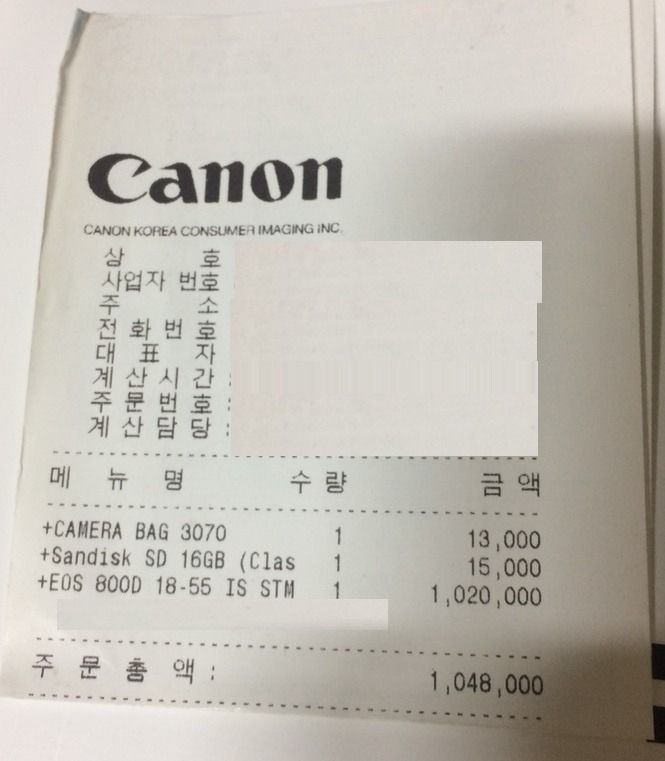 Canon
CANON KOREA CONSUMER IMAGING INC.
상 호
사업자 번호
주 소
전 화 번 호
대 표 자
계 산 시 간 :
주 문 번 호 :
계 산 담 당 :
메 뉴 명 수 량 금 액
+CAMERA BAG 3070 1 13,000
+Sandisk SD 16GB (Clas 1 15,000
+EOS 800D 18-55 IS STM 1 1,020,000
주 문 총 액 : 1,048,000